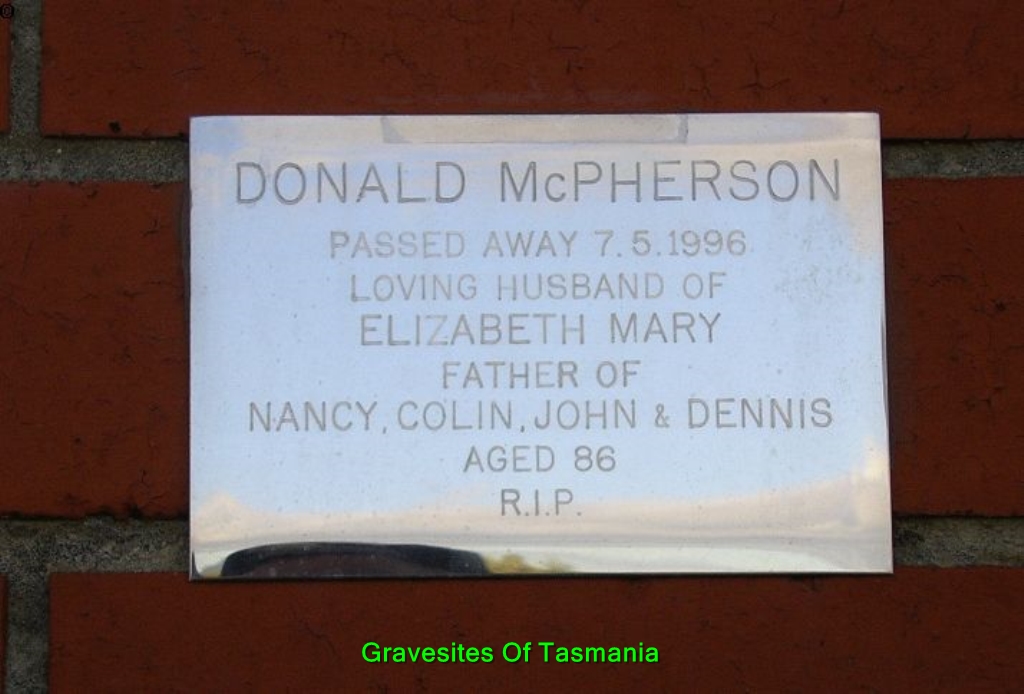 DONALD McPHERSON
PASSED AWAY 7.5.1996
LOVING HUSBAND OF
ELIZABETH MARY
FATHER OF
NANCY, COLIN, JOHN & DENNIS
AGED 86
R.I.P.
Gravesites Of Tasmania